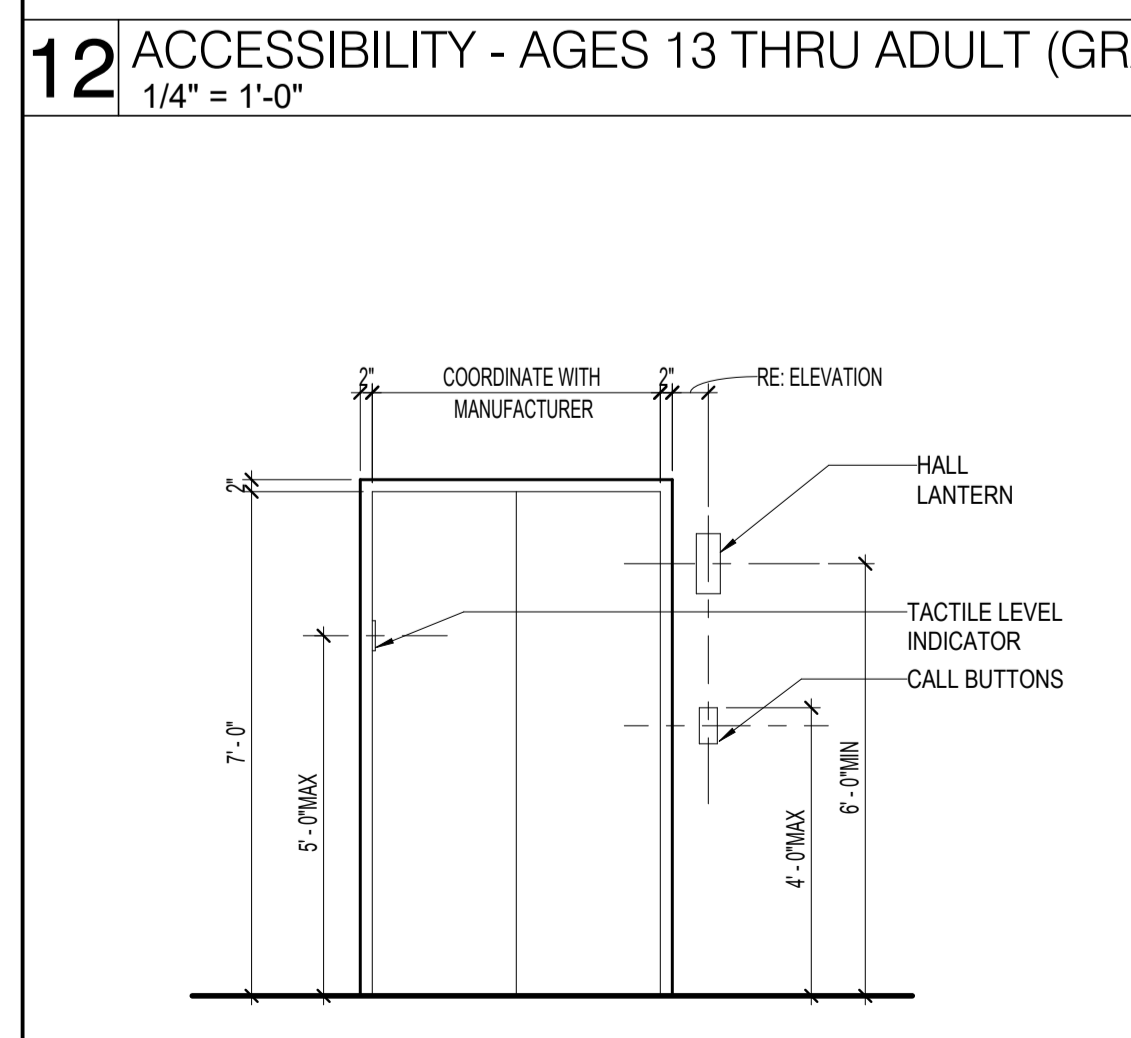 12
ACCESSIBILITY - AGES 13 THRU ADULT (GR
1/4" = 1'-0"
2"
COORDINATE WITH
MANUFACTURER
2"
RE: ELEVATION
2"
HALL
LANTERN
TACTILE LEVEL
INDICATOR
CALL BUTTONS
7' - 0"
5' - 0"MAX
4' - 0"MAX
6' - 0"MIN